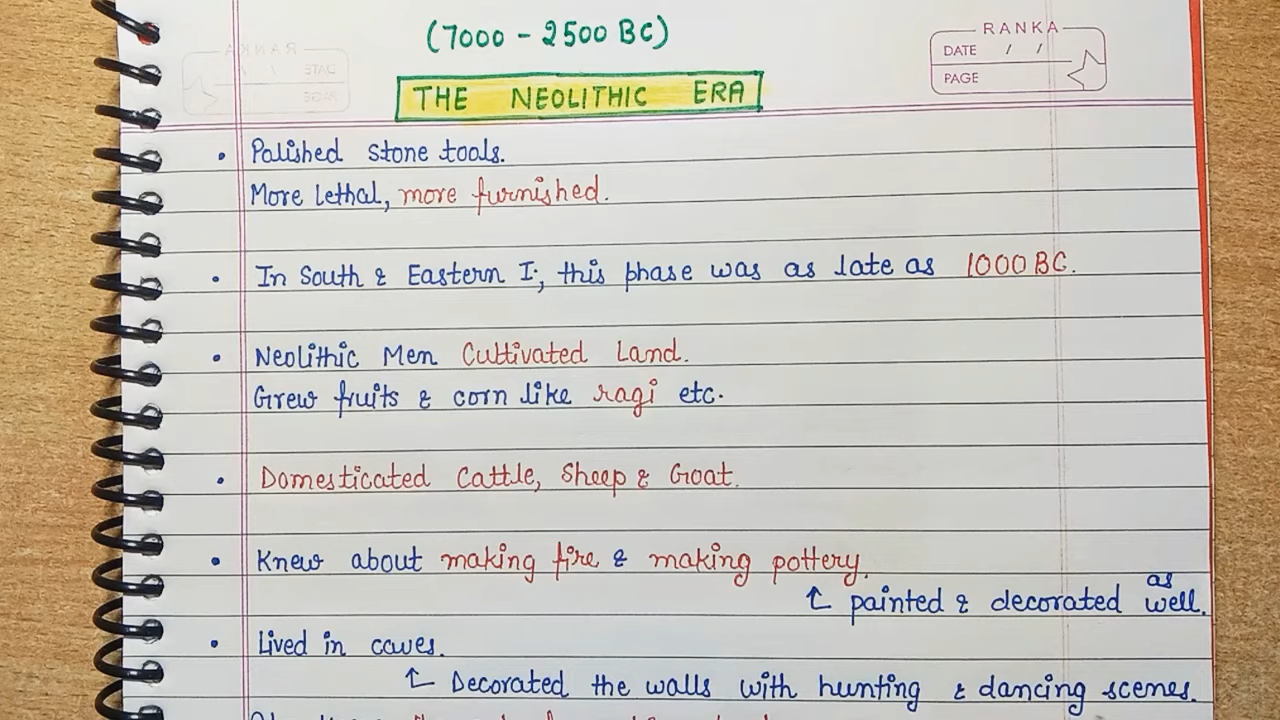 (7000 - 2500 BC)
RANKA
DATE / /
PAGE
THE NEOLITHIC ERA
• Polished stone tools.
More lethal, more furnished.
• In South & Eastern I., this phase was as late as 1000 BC.
• Neolithic Men Cultivated Land.
Grew fruits & corn like ragi etc.
• Domesticated Cattle, Sheep & Goat.
• Knew about making fire & making pottery.
↑ painted & decorated as well.
• Lived in caves.
↑ Decorated the walls with hunting & dancing scenes.